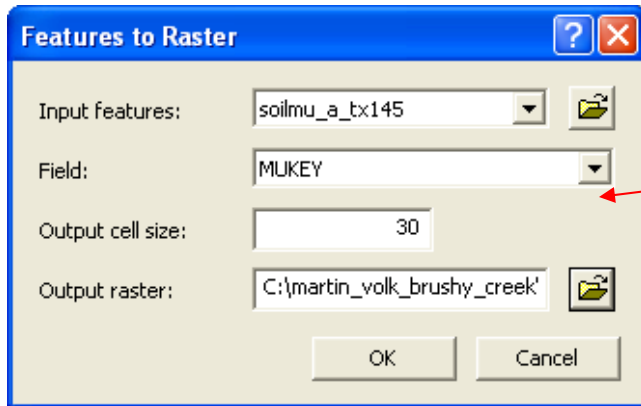 Features to Raster
Input features: soilmu_a_tx145
Field: MUKEY
Output cell size: 30
Output raster: C:\martin_volk_brushy_creek'
OK Cancel